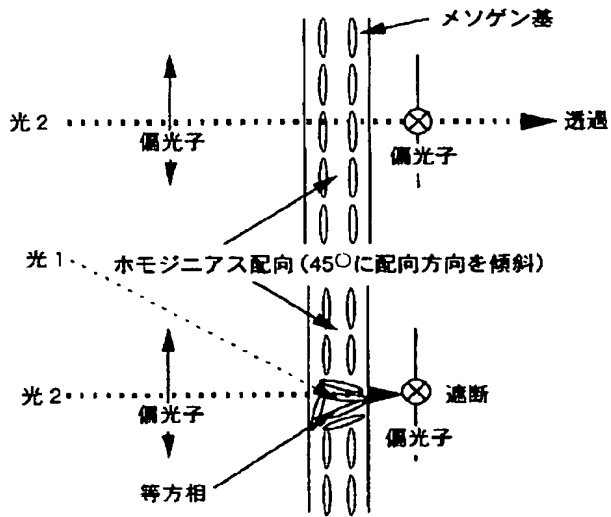 メソゲン基
光2
偏光子
偏光子
透過
光1
ホモジニアス配向(45○に配向方向を傾斜)
光2
偏光子
偏光子
遮断
等方相